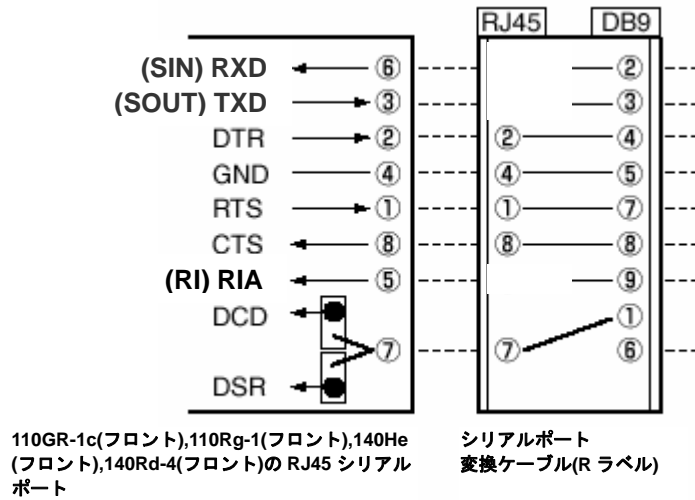 RJ45 DB9
(SIN) RXD ⑥ ②
(SOUT) TXD ③ ③
DTR ② ② ④
GND ④ ④ ⑤
RTS ① ① ⑦
CTS ⑧ ⑧ ⑧
(RI) RIA ⑤ ⑨
DCD ①
⑦ ⑦ ⑥
DSR
110GR-1c(フロント),110Rg-1(フロント),140He
(フロント),140Rd-4(フロント)の RJ45 シリアル
ポート
シリアルポート
変換ケーブル(R ラベル)